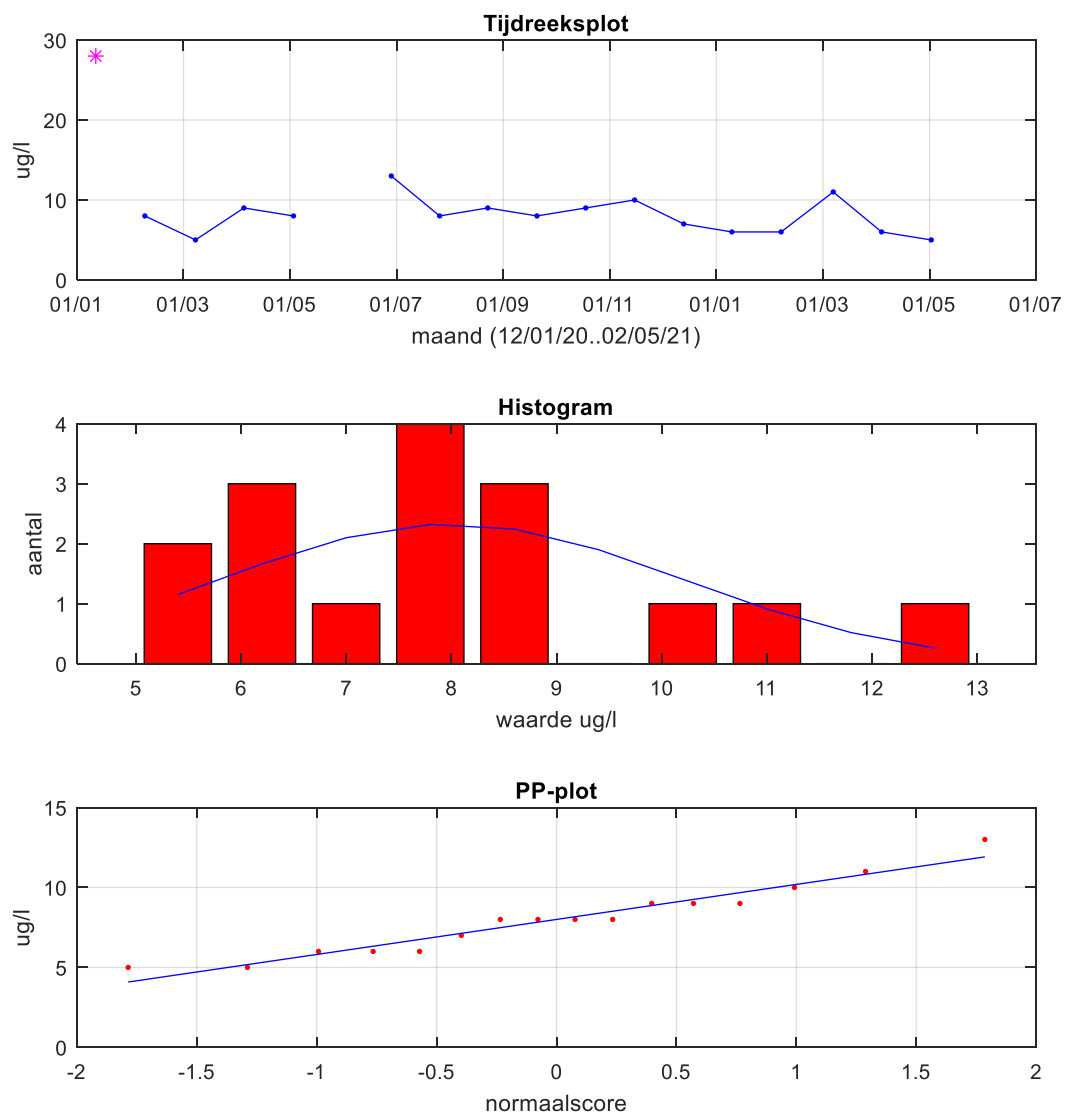 Tijdreeksplot
30
20
10
0
ug/l
01/01 01/03 01/05 01/07 01/09 01/11 01/01 01/03 01/05 01/07
maand (12/01/20..02/05/21)
Histogram
4
3
2
1
0
aantal
5 6 7 8 9 10 11 12 13
waarde ug/l
PP-plot
15
10
5
0
ug/l
-2 -1.5 -1 -0.5 0 0.5 1 1.5 2
normaalscore